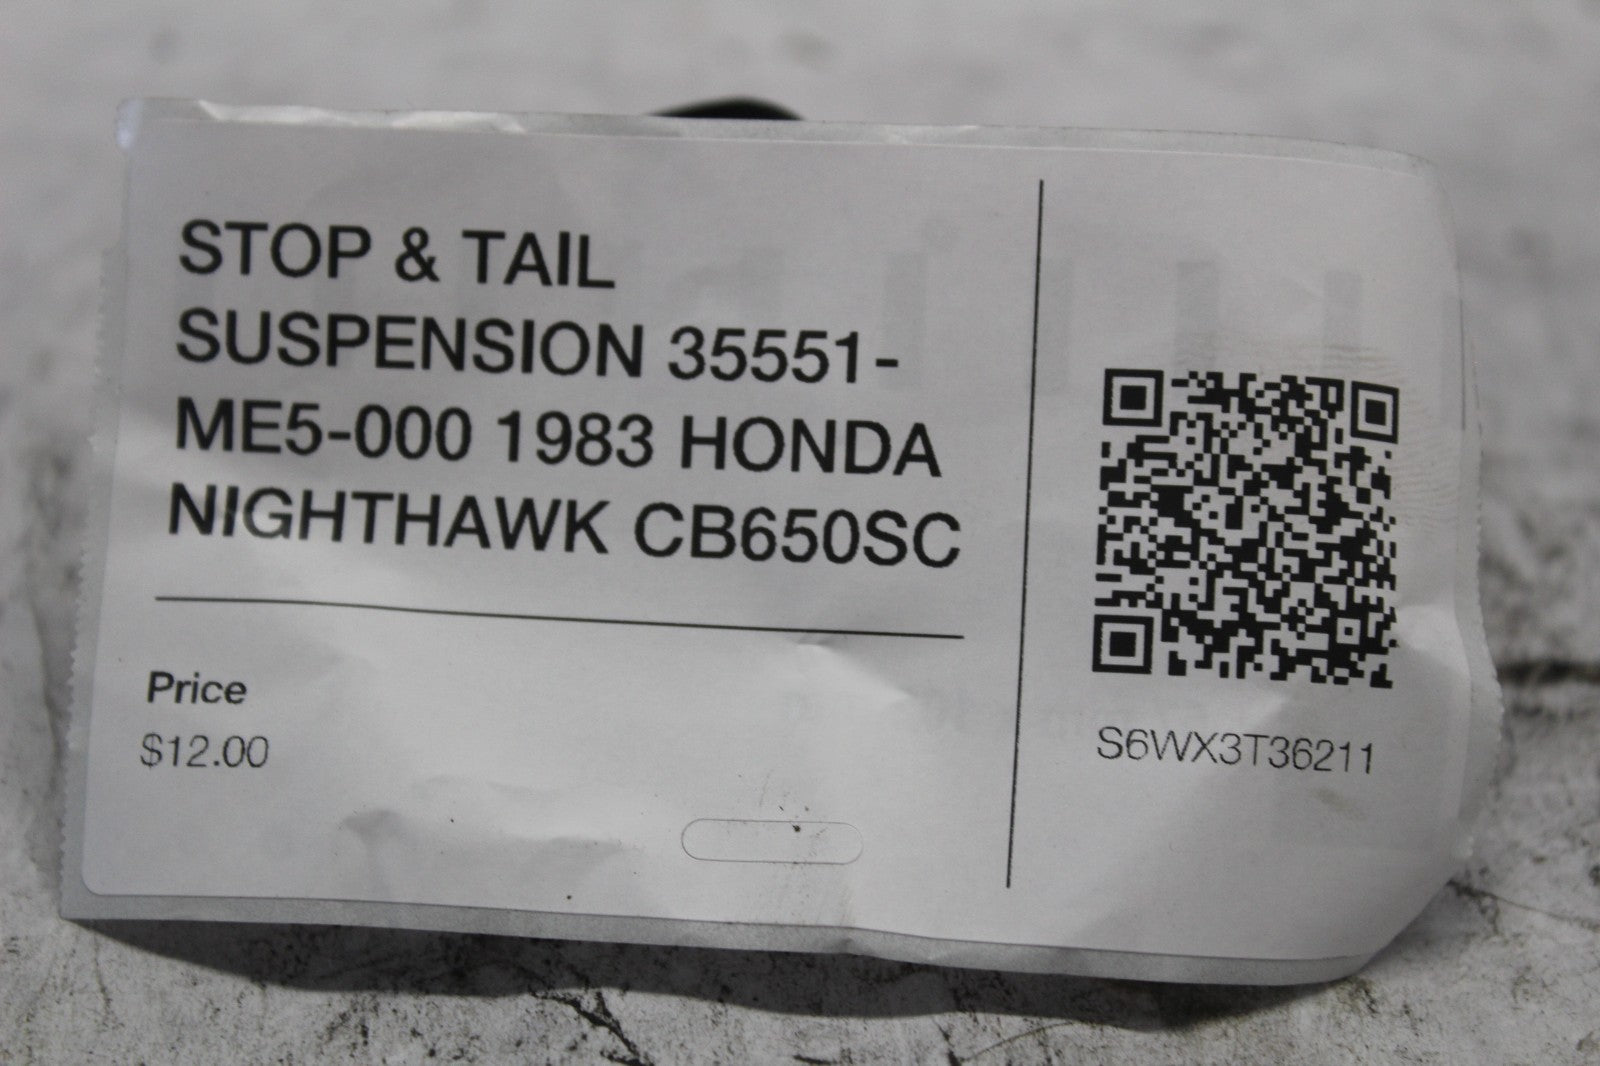 STOP & TAIL
SUSPENSION 35551-
ME5-000 1983 HONDA
NIGHTHAWK CB650SC
Price
$12.00
S6WX3T36211